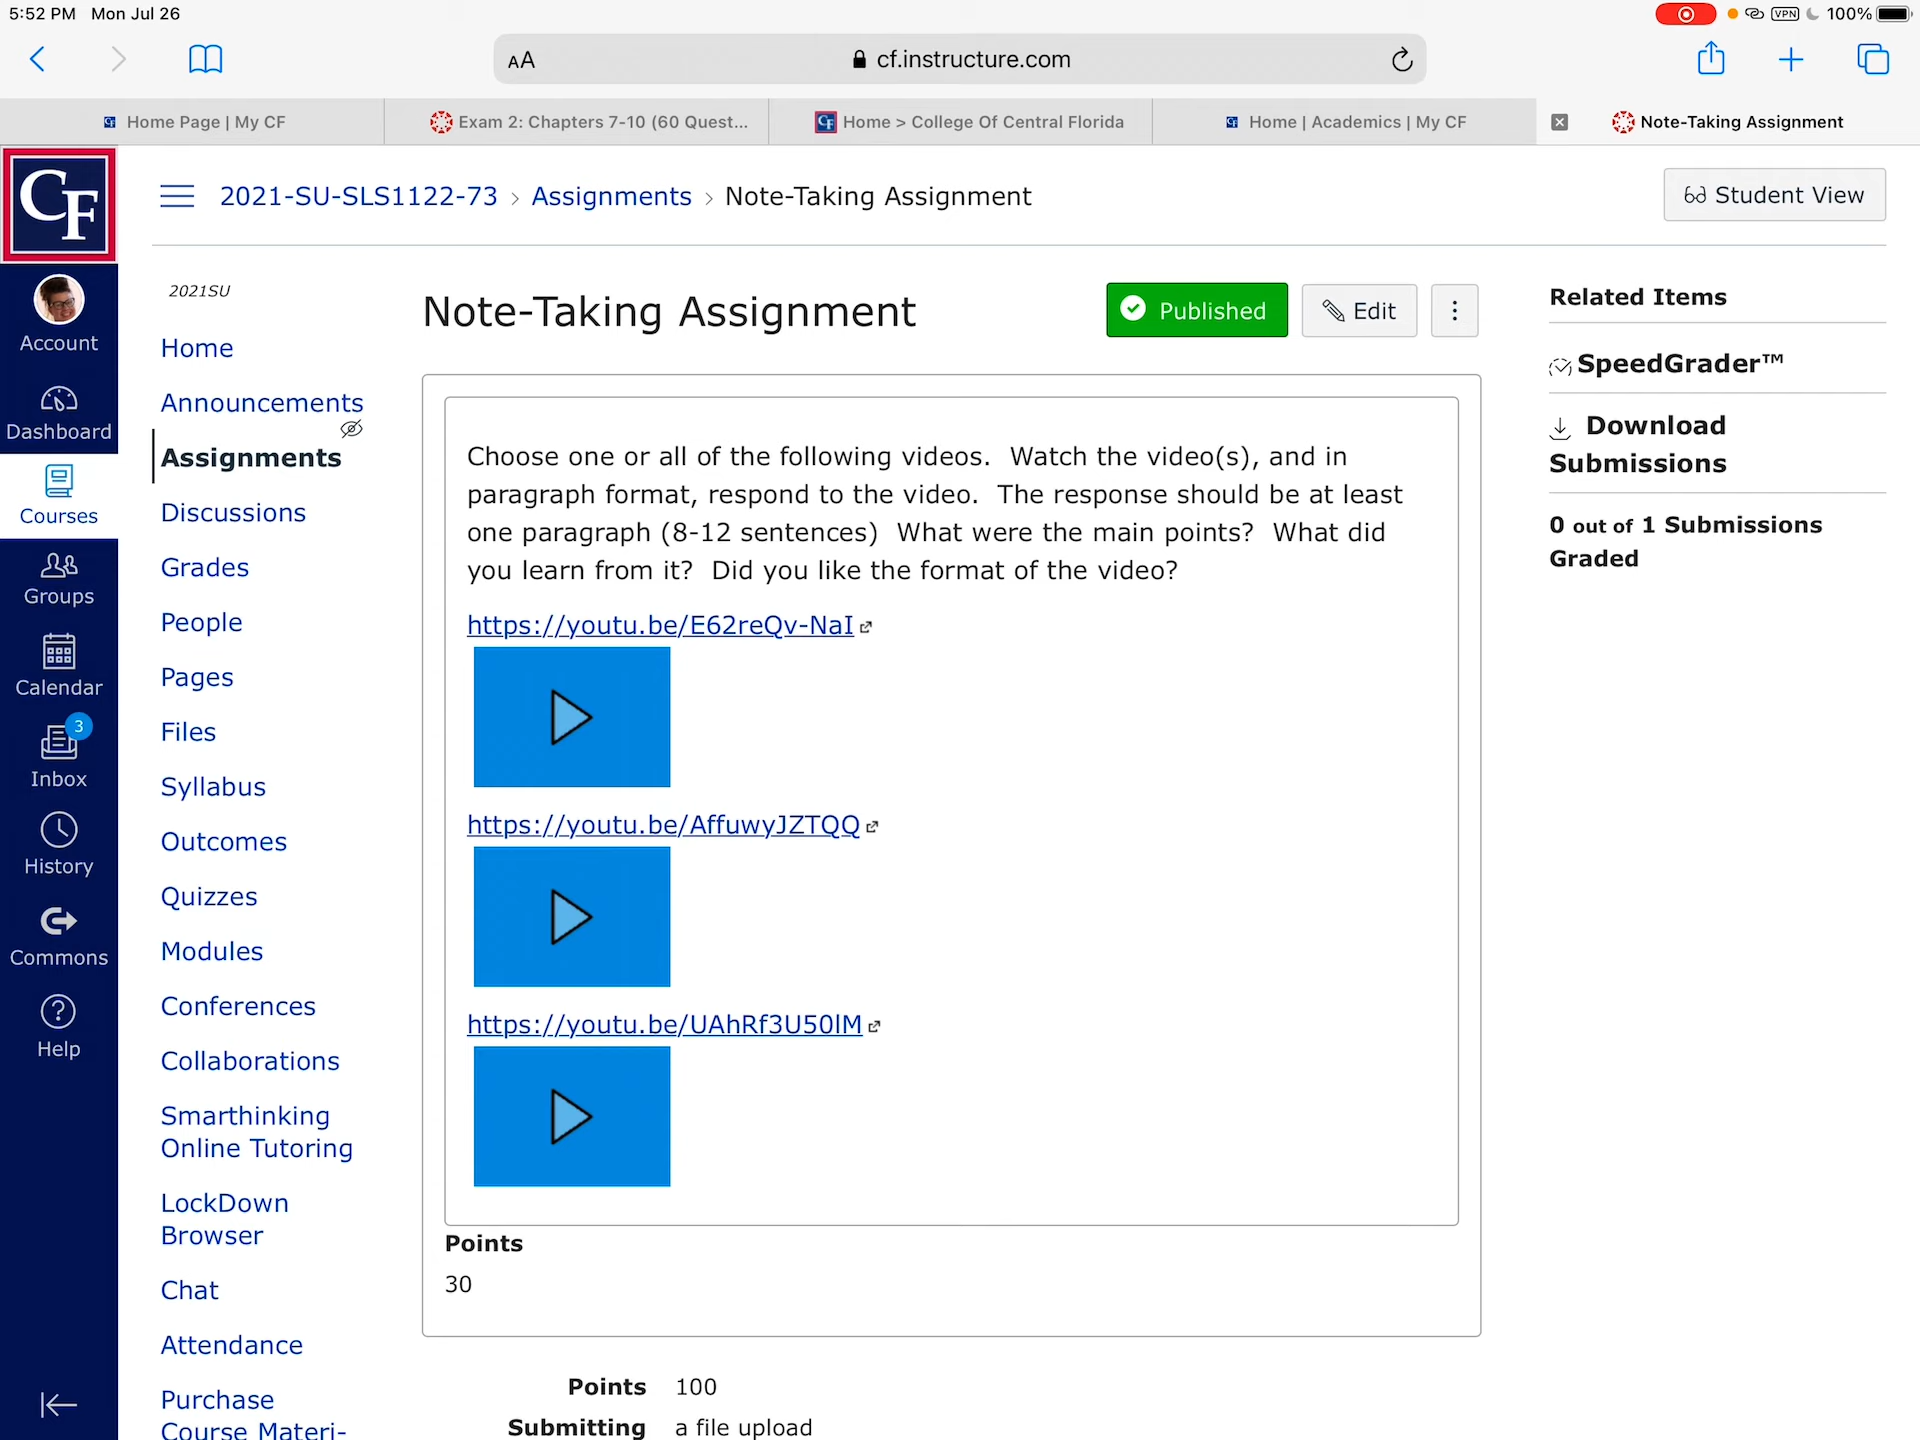 5:52 PM Mon Jul 26
VPN 100%
AA cf.instructure.com
CF Home Page | My CF
Exam 2: Chapters 7-10 (60 Quest...
CF Home > College Of Central Florida
CF Home | Academics | My CF
Note-Taking Assignment
CF
2021-SU-SLS1122-73 > Assignments > Note-Taking Assignment
Student View
Account
Dashboard
Courses
Groups
Calendar
3
Inbox
History
Commons
Help
2021SU
Home
Announcements
Assignments
Discussions
Grades
People
Pages
Files
Syllabus
Outcomes
Quizzes
Modules
Conferences
Collaborations
Smarthinking
Online Tutoring
LockDown
Browser
Chat
Attendance
Purchase
Course Materi-
Note-Taking Assignment
Published
Edit
Choose one or all of the following videos. Watch the video(s), and in
paragraph format, respond to the video. The response should be at least
one paragraph (8-12 sentences) What were the main points? What did
you learn from it? Did you like the format of the video?
https://youtu.be/E62reQv-NaI
https://youtu.be/AffuwyJZTQQ
https://youtu.be/UAhRf3U50lM
Points
30
Points 100
Submitting a file upload
Related Items
SpeedGrader™
Download
Submissions
0 out of 1 Submissions
Graded